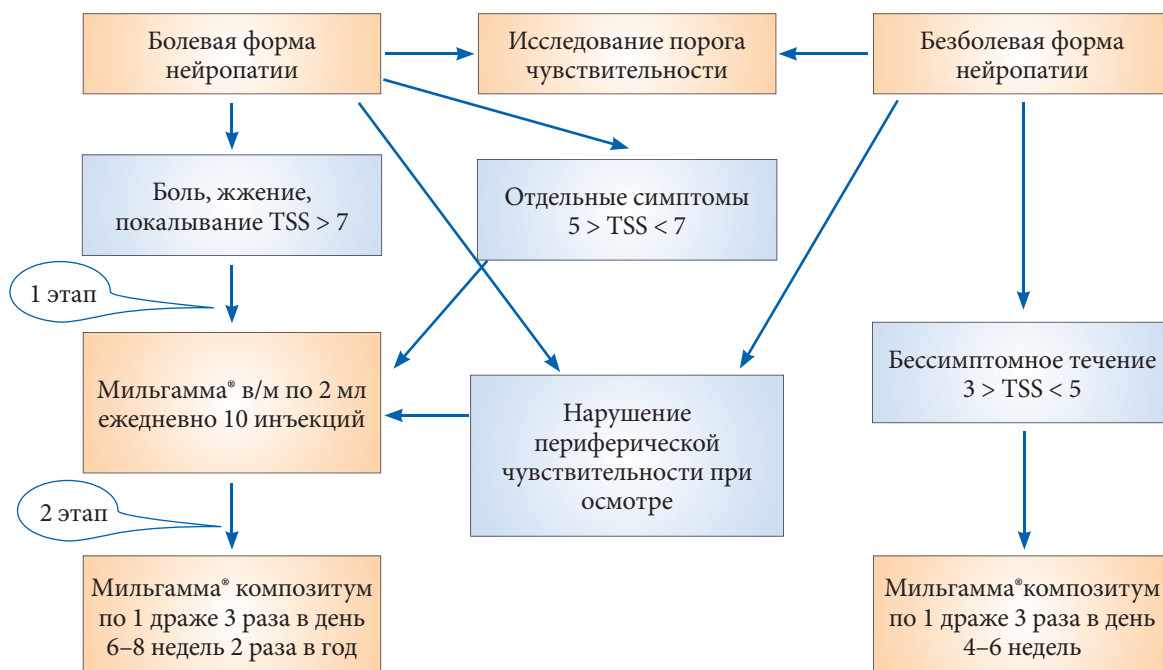 Болевая форма
нейропатии
Исследование порога
чувствительности
Безболевая форма
нейропатии
Боль, жжение,
покалывание TSS > 7
Отдельные симптомы
5 > TSS < 7
1 этап
Мильгамма® в/м по 2 мл
ежедневно 10 инъекций
Нарушение
периферической
чувствительности при
осмотре
Бессимптомное течение
3 > TSS < 5
2 этап
Мильгамма® композитум
по 1 драже 3 раза в день
6–8 недель 2 раза в год
Мильгамма®композитум
по 1 драже 3 раза в день
4–6 недель